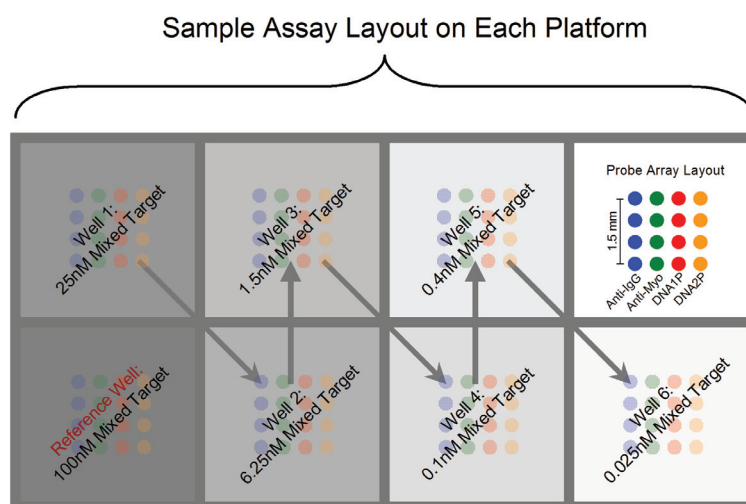 Sample Assay Layout on Each Platform
Well 1:
25nM Mixed Target
Well 3:
1.5nM Mixed Target
Well 5:
0.4nM Mixed Target
Probe Array Layout
1.5 mm
Anti-IgG
Anti-Myo
DNA1P
DNA2P
Reference Well:
100nM Mixed Target
Well 2:
6.25nM Mixed Target
Well 4:
0.1nM Mixed Target
Well 6:
0.025nM Mixed Target